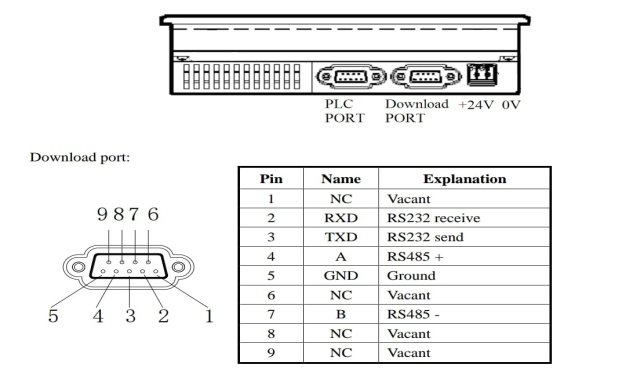 PLC Download +24V 0V
PORT PORT
Download port:
Pin Name Explanation
1 NC Vacant
2 RXD RS232 receive
3 TXD RS232 send
4 A RS485 +
5 GND Ground
6 NC Vacant
7 B RS485 -
8 NC Vacant
9 NC Vacant
9 8 7 6
5 4 3 2 1